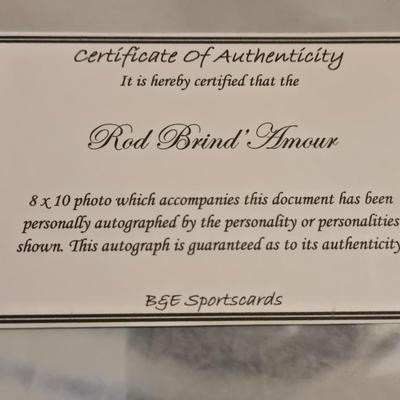 Certificate Of Authenticity
It is hereby certified that the
Rod Brind' Amour
8 x 10 photo which accompanies this document has been
personally autographed by the personality or personalities
shown. This autograph is guaranteed as to its authenticity
B&E Sportscards